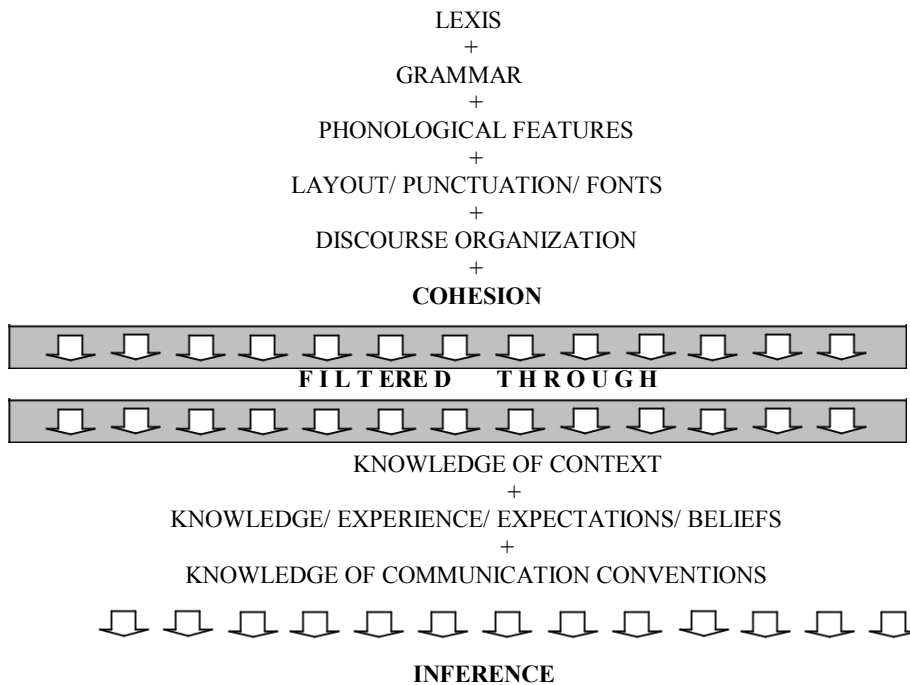 LEXIS
+
GRAMMAR
+
PHONOLOGICAL FEATURES
+
LAYOUT/ PUNCTUATION/ FONTS
+
DISCOURSE ORGANIZATION
+
COHESION
F I L T ERE D T H R O U G H
KNOWLEDGE OF CONTEXT
+
KNOWLEDGE/ EXPERIENCE/ EXPECTATIONS/ BELIEFS
+
KNOWLEDGE OF COMMUNICATION CONVENTIONS
INFERENCE